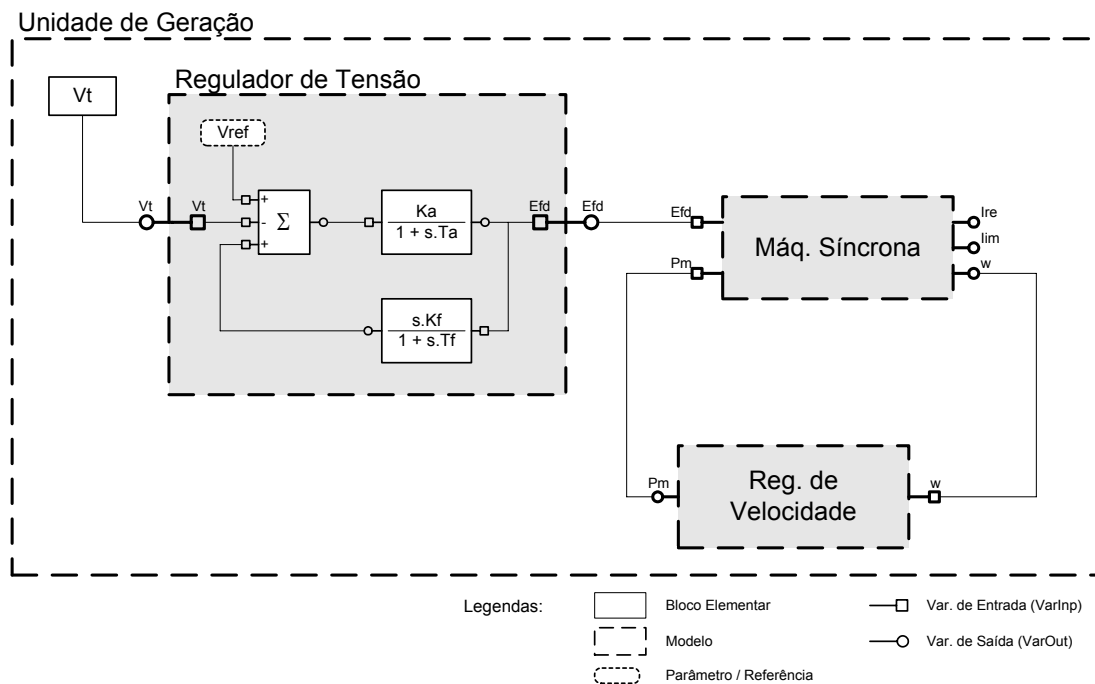 Unidade de Geração
Vt
Regulador de Tensão
Vref
Vt
Vt
+
-
+
Σ
Ka
1 + s.Ta
Efd
Efd
s.Kf
1 + s.Tf
Efd
Pm
Máq. Síncrona
Ire
Iim
w
Pm
Reg. de
Velocidade
w
Legendas:
Bloco Elementar
Var. de Entrada (VarInp)
Modelo
Var. de Saída (VarOut)
Parâmetro / Referência